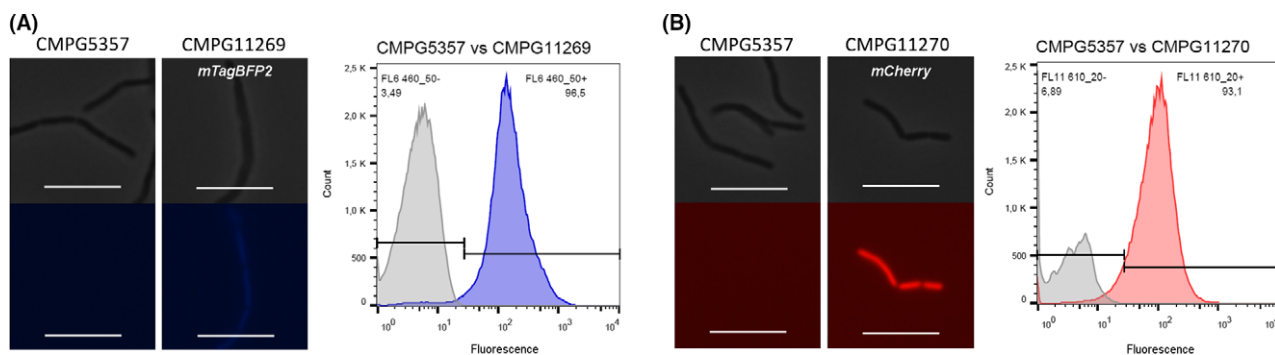 (A)
CMPG5357
CMPG11269
mTagBFP2
CMPG5357 vs CMPG11269
2,5 K
2,0 K
1,5 K
1,0 K
500
0
Count
FL6 460_50-
3,49
FL6 460_50+
96,5
10^0 10^1 10^2 10^3 10^4
Fluorescence
(B)
CMPG5357
CMPG11270
mCherry
CMPG5357 vs CMPG11270
2,5 K
2,0 K
1,5 K
1,0 K
500
0
Count
FL11 610_20-
6,89
FL11 610_20+
93,1
10^0 10^1 10^2 10^3 10^4
Fluorescence